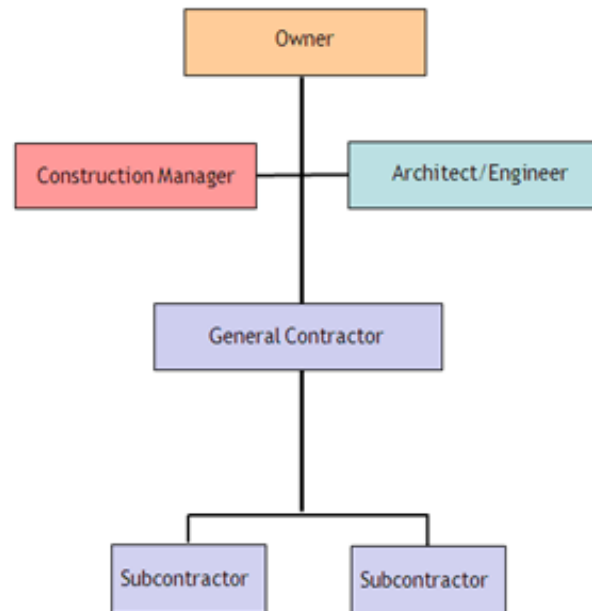 Owner
Construction Manager
Architect/Engineer
General Contractor
Subcontractor
Subcontractor